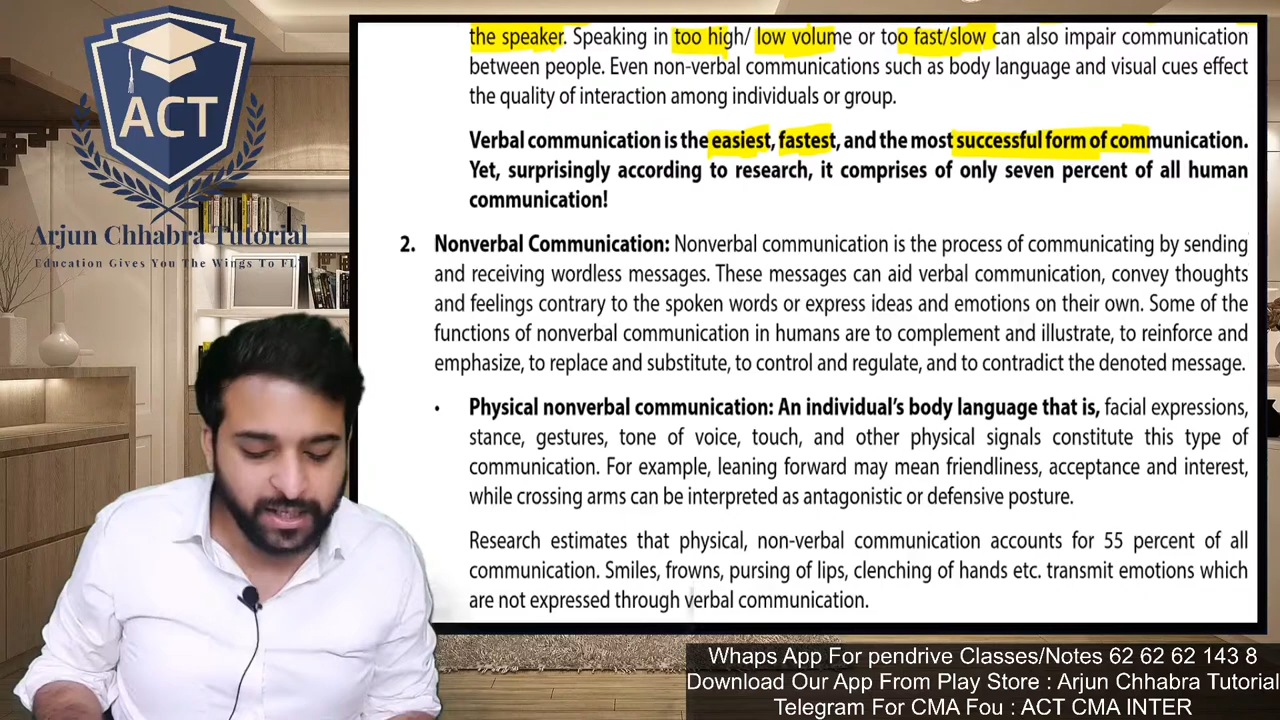 ACT
Arjun Chhabra Tutorial
Education Gives You The Wings To Fl
the speaker. Speaking in too high/ low volume or too fast/slow can also impair communication
between people. Even non-verbal communications such as body language and visual cues effect
the quality of interaction among individuals or group.
Verbal communication is the easiest, fastest, and the most successful form of communication.
Yet, surprisingly according to research, it comprises of only seven percent of all human
communication!
2. Nonverbal Communication: Nonverbal communication is the process of communicating by sending
and receiving wordless messages. These messages can aid verbal communication, convey thoughts
and feelings contrary to the spoken words or express ideas and emotions on their own. Some of the
functions of nonverbal communication in humans are to complement and illustrate, to reinforce and
emphasize, to replace and substitute, to control and regulate, and to contradict the denoted message.
• Physical nonverbal communication: An individual’s body language that is, facial expressions,
stance, gestures, tone of voice, touch, and other physical signals constitute this type of
communication. For example, leaning forward may mean friendliness, acceptance and interest,
while crossing arms can be interpreted as antagonistic or defensive posture.
Research estimates that physical, non-verbal communication accounts for 55 percent of all
communication. Smiles, frowns, pursing of lips, clenching of hands etc. transmit emotions which
are not expressed through verbal communication.
Whaps App For pendrive Classes/Notes 62 62 62 143 8
Download Our App From Play Store : Arjun Chhabra Tutorial
Telegram For CMA Fou : ACT CMA INTER